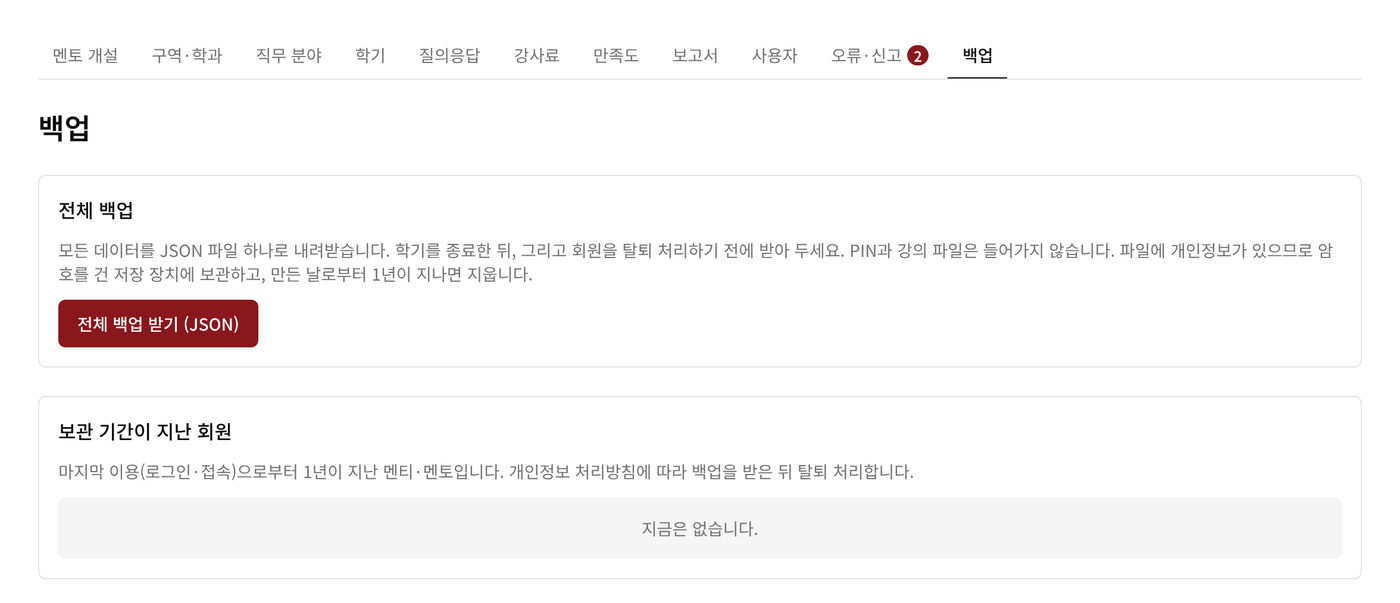 멘토 개설 구역·학과 직무 분야 학기 질의응답 강사료 만족도 보고서 사용자 오류·신고 2 백업
백업
전체 백업
모든 데이터를 JSON 파일 하나로 내려받습니다. 학기를 종료한 뒤, 그리고 회원을 탈퇴 처리하기 전에 받아 두세요. PIN과 강의 파일은 들어가지 않습니다. 파일에 개인정보가 있으므로 암
호를 건 저장 장치에 보관하고, 만든 날로부터 1년이 지나면 지웁니다.
전체 백업 받기 (JSON)
보관 기간이 지난 회원
마지막 이용(로그인·접속)으로부터 1년이 지난 멘티·멘토입니다. 개인정보 처리방침에 따라 백업을 받은 뒤 탈퇴 처리합니다.
지금은 없습니다.